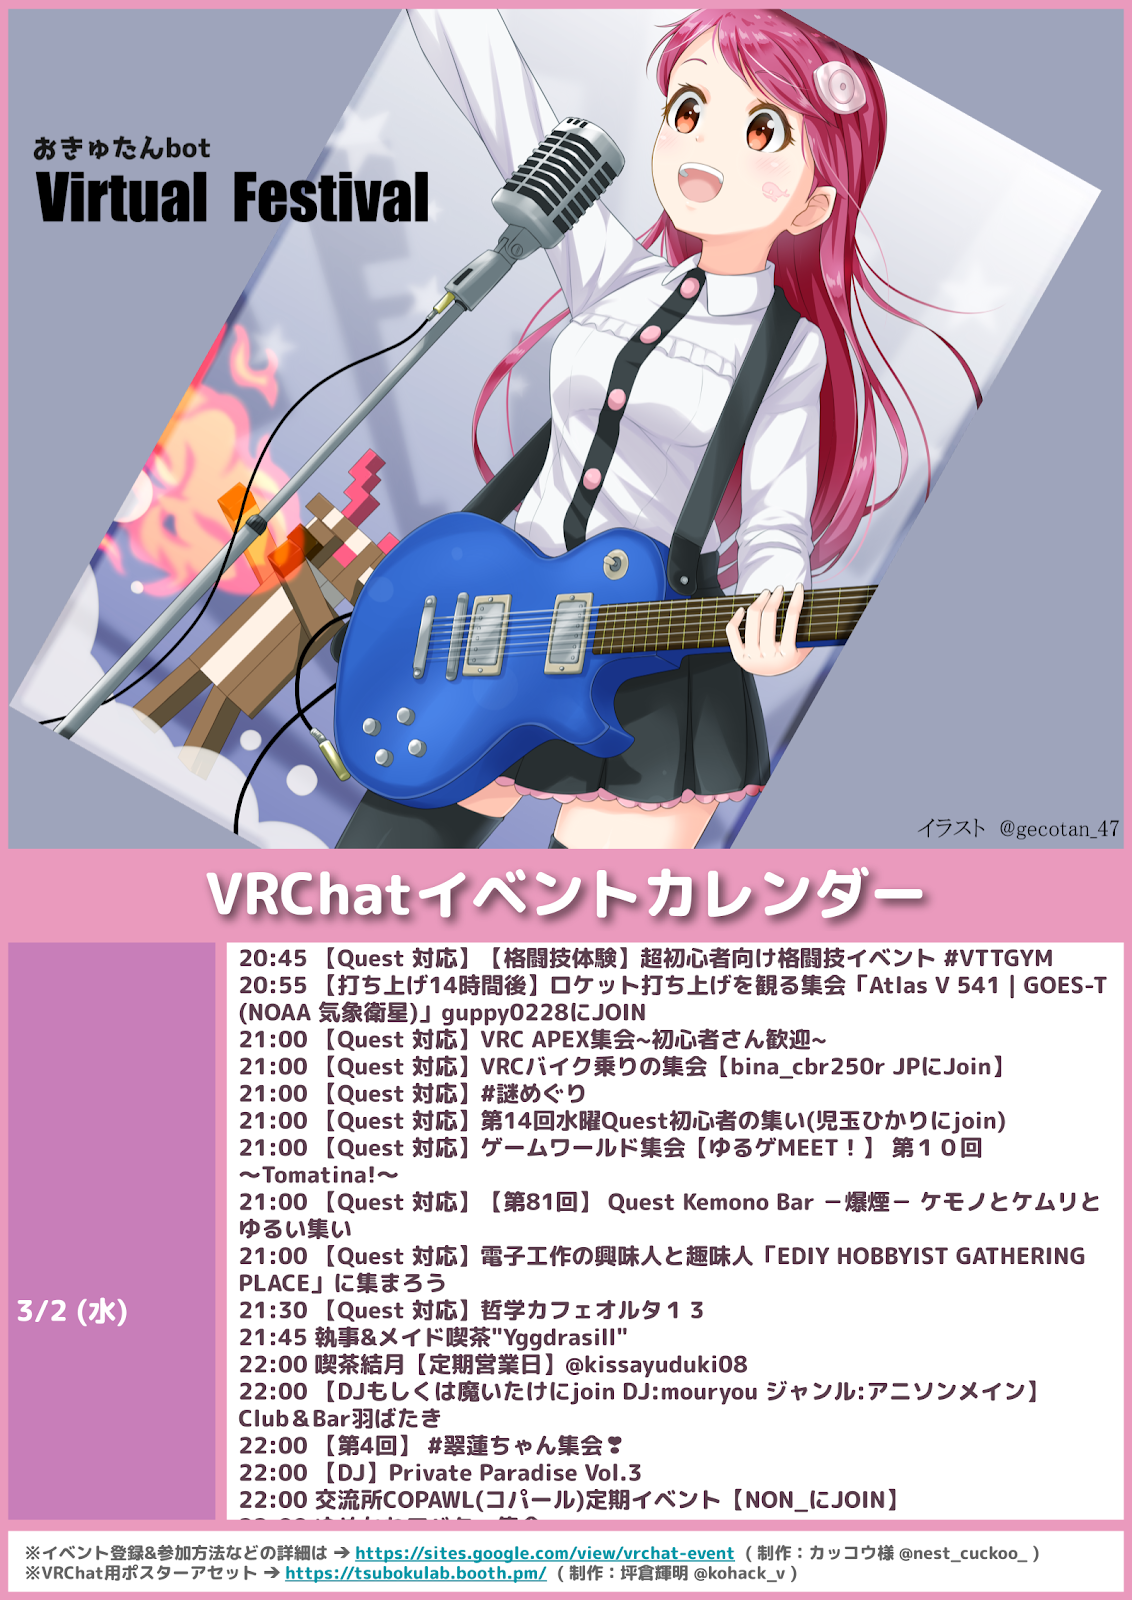 おきゅたんbot
Virtual Festival
イラスト @gecotan_47
VRChatイベントカレンダー
3/2 (水)
20:45 【Quest 対応】【格闘技体験】超初心者向け格闘技イベント #VTTGYM
20:55 【打ち上げ14時間後】ロケット打ち上げを観る集会「Atlas V 541 | GOES-T
(NOAA 気象衛星)」guppy0228にJOIN
21:00 【Quest 対応】VRC APEX集会~初心者さん歓迎~
21:00 【Quest 対応】VRCバイク乗りの集会【bina_cbr250r JPにJoin】
21:00 【Quest 対応】#謎めぐり
21:00 【Quest 対応】第14回水曜Quest初心者の集い(児玉ひかりにjoin)
21:00 【Quest 対応】ゲームワールド集会【ゆるゲMEET！】 第１０回
～Tomatina!～
21:00 【Quest 対応】【第81回】 Quest Kemono Bar －爆煙－ ケモノとケムリと
ゆるい集い
21:00 【Quest 対応】電子工作の興味人と趣味人「EDIY HOBBYIST GATHERING
PLACE」に集まろう
21:30 【Quest 対応】哲学カフェオルタ１３
21:45 執事&メイド喫茶"Yggdrasill"
22:00 喫茶結月【定期営業日】@kissayuduki08
22:00 【DJもしくは魔いたけにjoin DJ:mouryou ジャンル:アニソンメイン】
Club＆Bar羽ばたき
22:00 【第4回】 #翠蓮ちゃん集会❣
22:00 【DJ】Private Paradise Vol.3
22:00 交流所COPAWL(コパール)定期イベント【NON_にJOIN】
※イベント登録&参加方法などの詳細は → https://sites.google.com/view/vrchat-event ( 制作：カッコウ様 @nest_cuckoo_ )
※VRChat用ポスターアセット → https://tsubokulab.booth.pm/ ( 制作：坪倉輝明 @kohack_v )